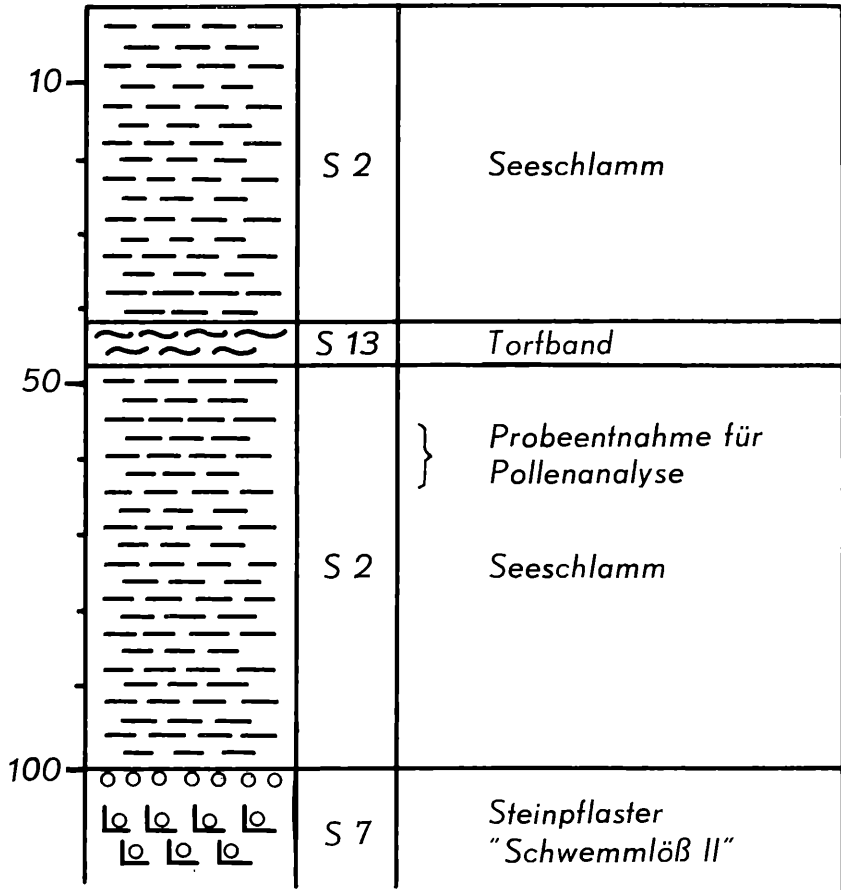 10
S 2 Seeschlamm
S 13 Torfband
50
Probeentnahme für
Pollenanalyse
S 2 Seeschlamm
100
S 7 Steinpflaster
"Schwemmlöß II"